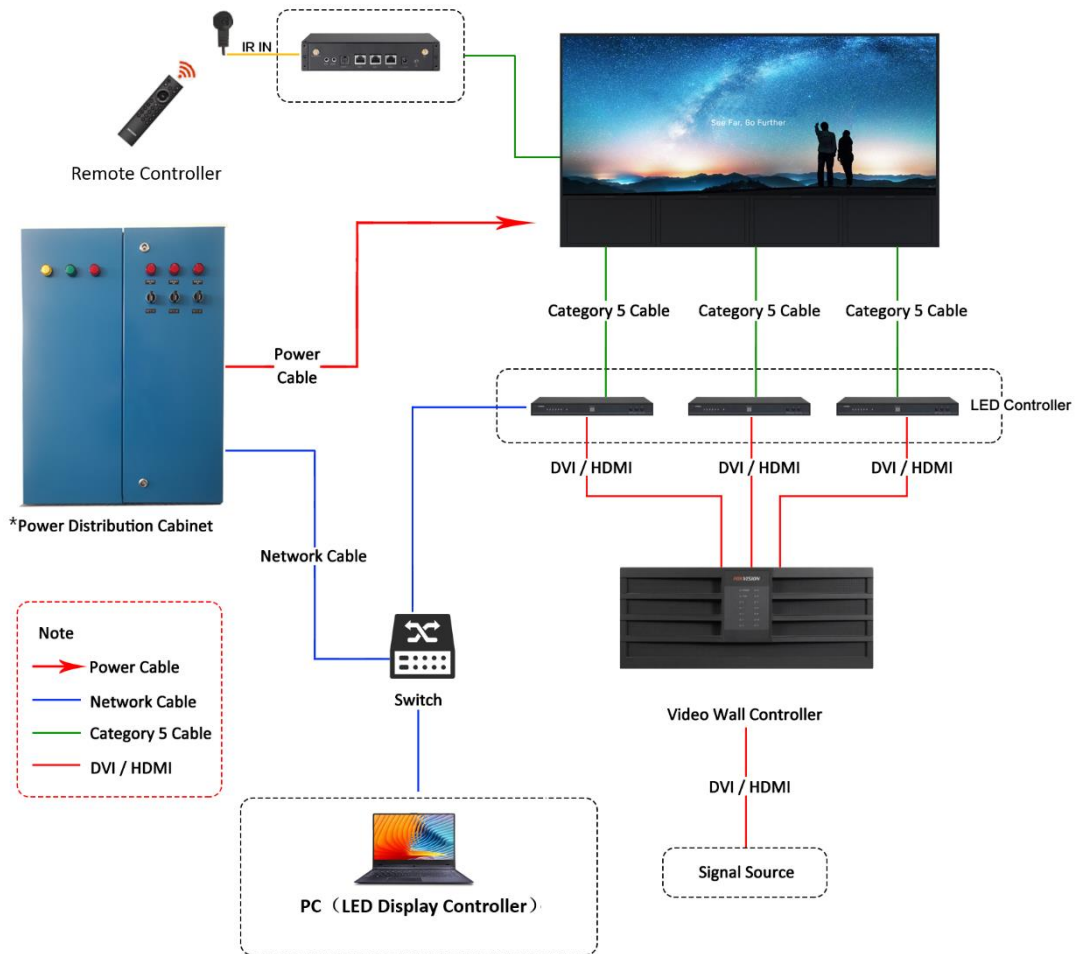 IR IN
See Far, Go Further
Remote Controller
Category 5 Cable
Category 5 Cable
Category 5 Cable
Power
Cable
LED Controller
DVI / HDMI
DVI / HDMI
DVI / HDMI
*Power Distribution Cabinet
Network Cable
HIKVISION
Note
Power Cable
Network Cable
Category 5 Cable
DVI / HDMI
Switch
Video Wall Controller
DVI / HDMI
Signal Source
PC（LED Display Controller）